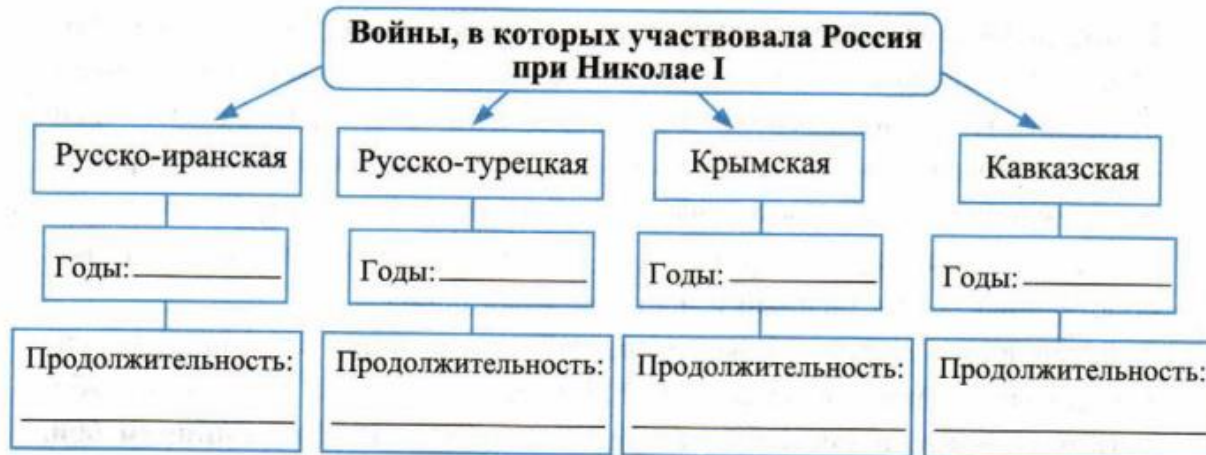 Войны, в которых участвовала Россия
при Николае I
Русско-иранская
Русско-турецкая
Крымская
Кавказская
Годы:
Годы:
Годы:
Годы:
Продолжительность:
Продолжительность:
Продолжительность:
Продолжительность: